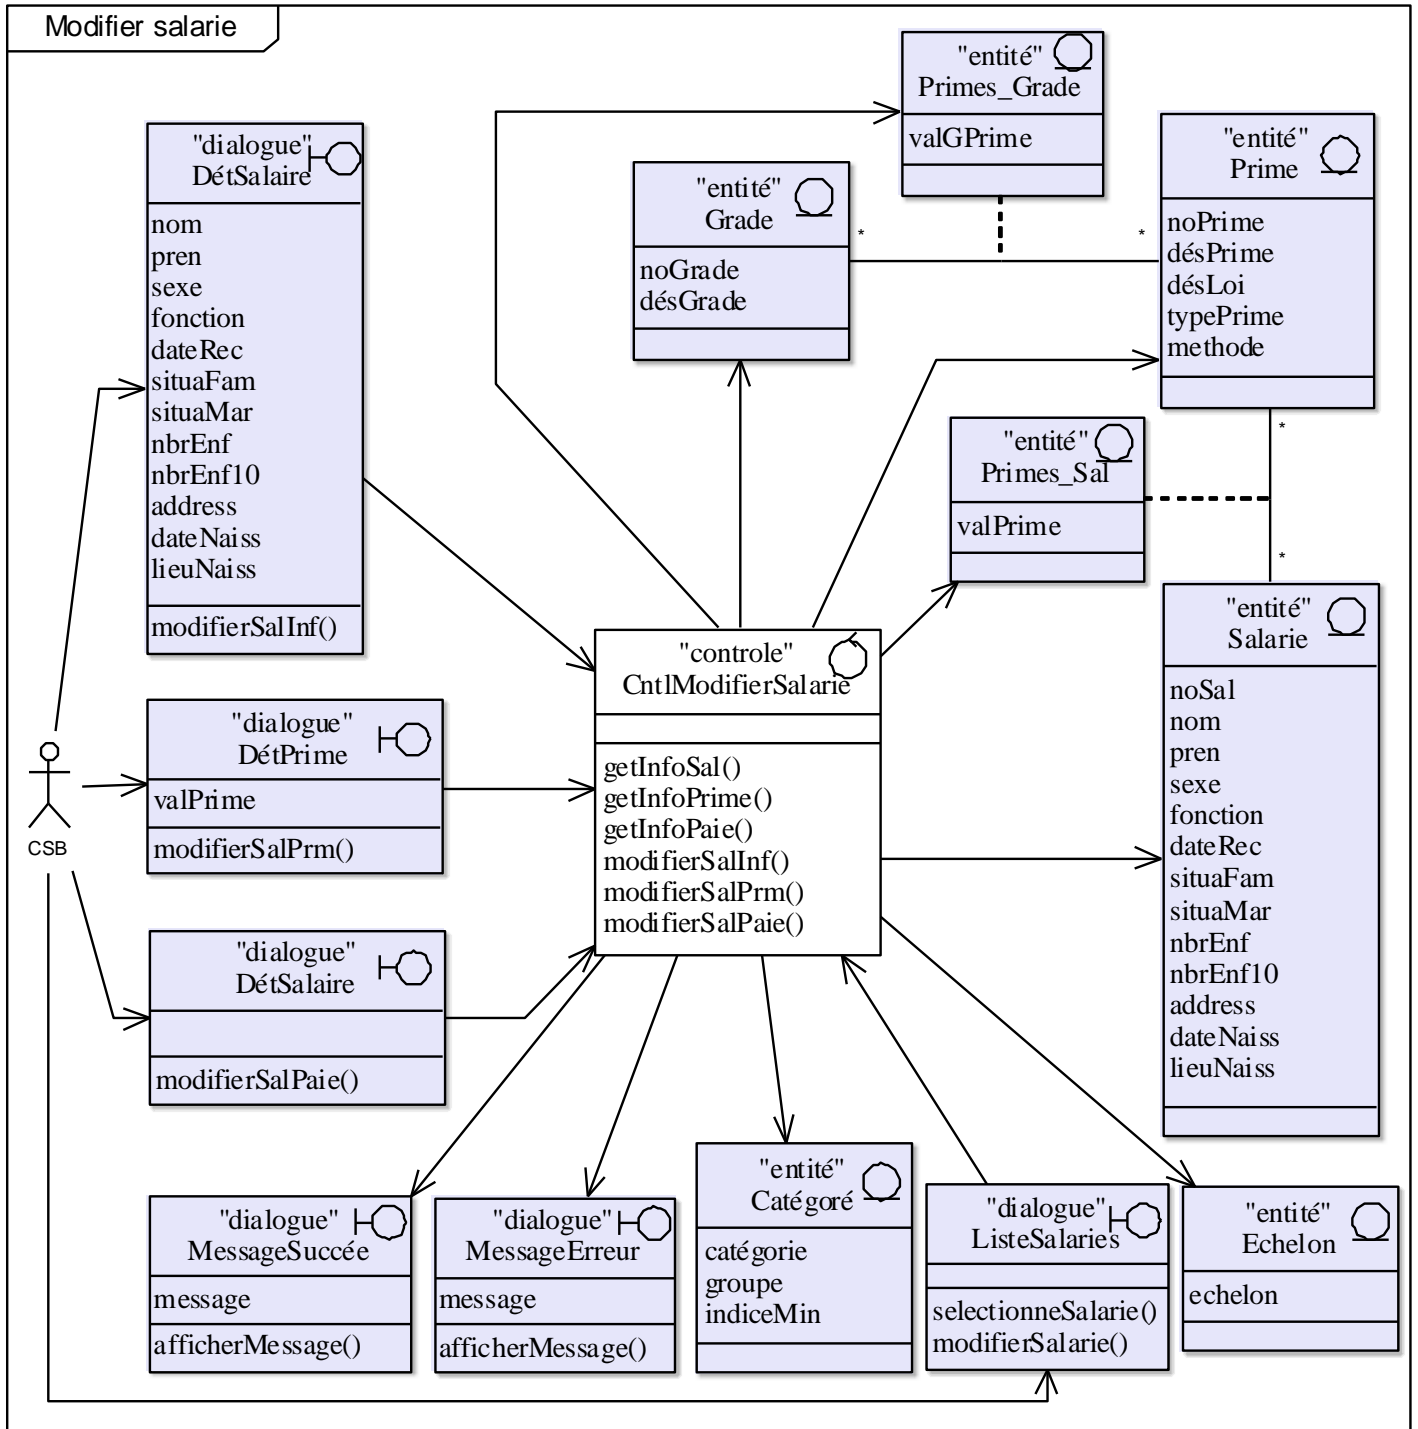 Modifier salarie
"entité"
Primes_Grade
valGPrime
"dialogue"
DétSalaire
nom
pren
sexe
fonction
dateRec
situaFam
situaMar
nbrEnf
nbrEnf10
address
dateNaiss
lieuNaiss
modifierSalInf()
"entité"
Grade
noGrade
désGrade
*
*
"entité"
Prime
noPrime
désPrime
désLoi
typePrime
methode
*
*
"entité"
Primes_Sal
valPrime
"controle"
CntlModifierSalarie
getInfoSal()
getInfoPrime()
getInfoPaie()
modifierSalInf()
modifierSalPrm()
modifierSalPaie()
"entité"
Salarie
noSal
nom
pren
sexe
fonction
dateRec
situaFam
situaMar
nbrEnf
nbrEnf10
address
dateNaiss
lieuNaiss
"dialogue"
DétPrime
valPrime
modifierSalPrm()
CSB
"dialogue"
DétSalaire
modifierSalPaie()
"dialogue"
MessageSuccée
message
afficherMessage()
"dialogue"
MessageErreur
message
afficherMessage()
"entité"
Catégoré
catégorie
groupe
indiceMin
"dialogue"
ListeSalaries
selectionneSalarie()
modifierSalarie()
"entité"
Echelon
echelon